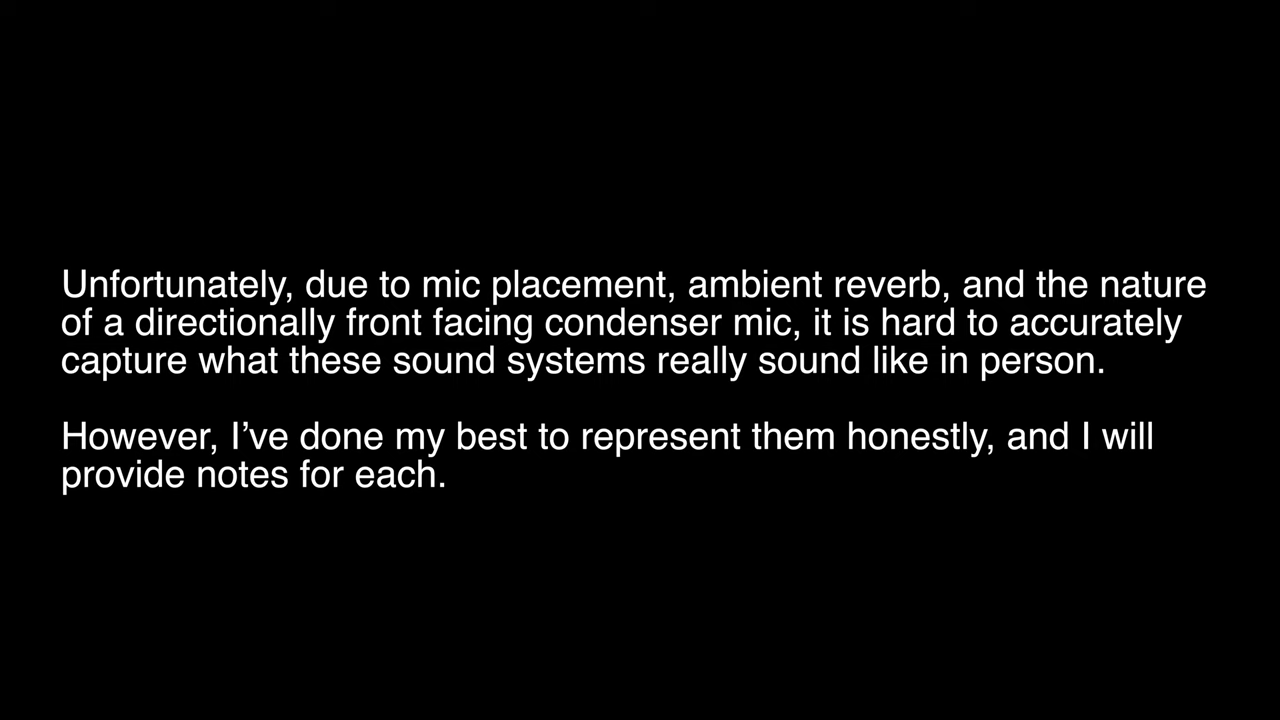 Unfortunately, due to mic placement, ambient reverb, and the nature
of a directionally front facing condenser mic, it is hard to accurately
capture what these sound systems really sound like in person.
However, I’ve done my best to represent them honestly, and I will
provide notes for each.